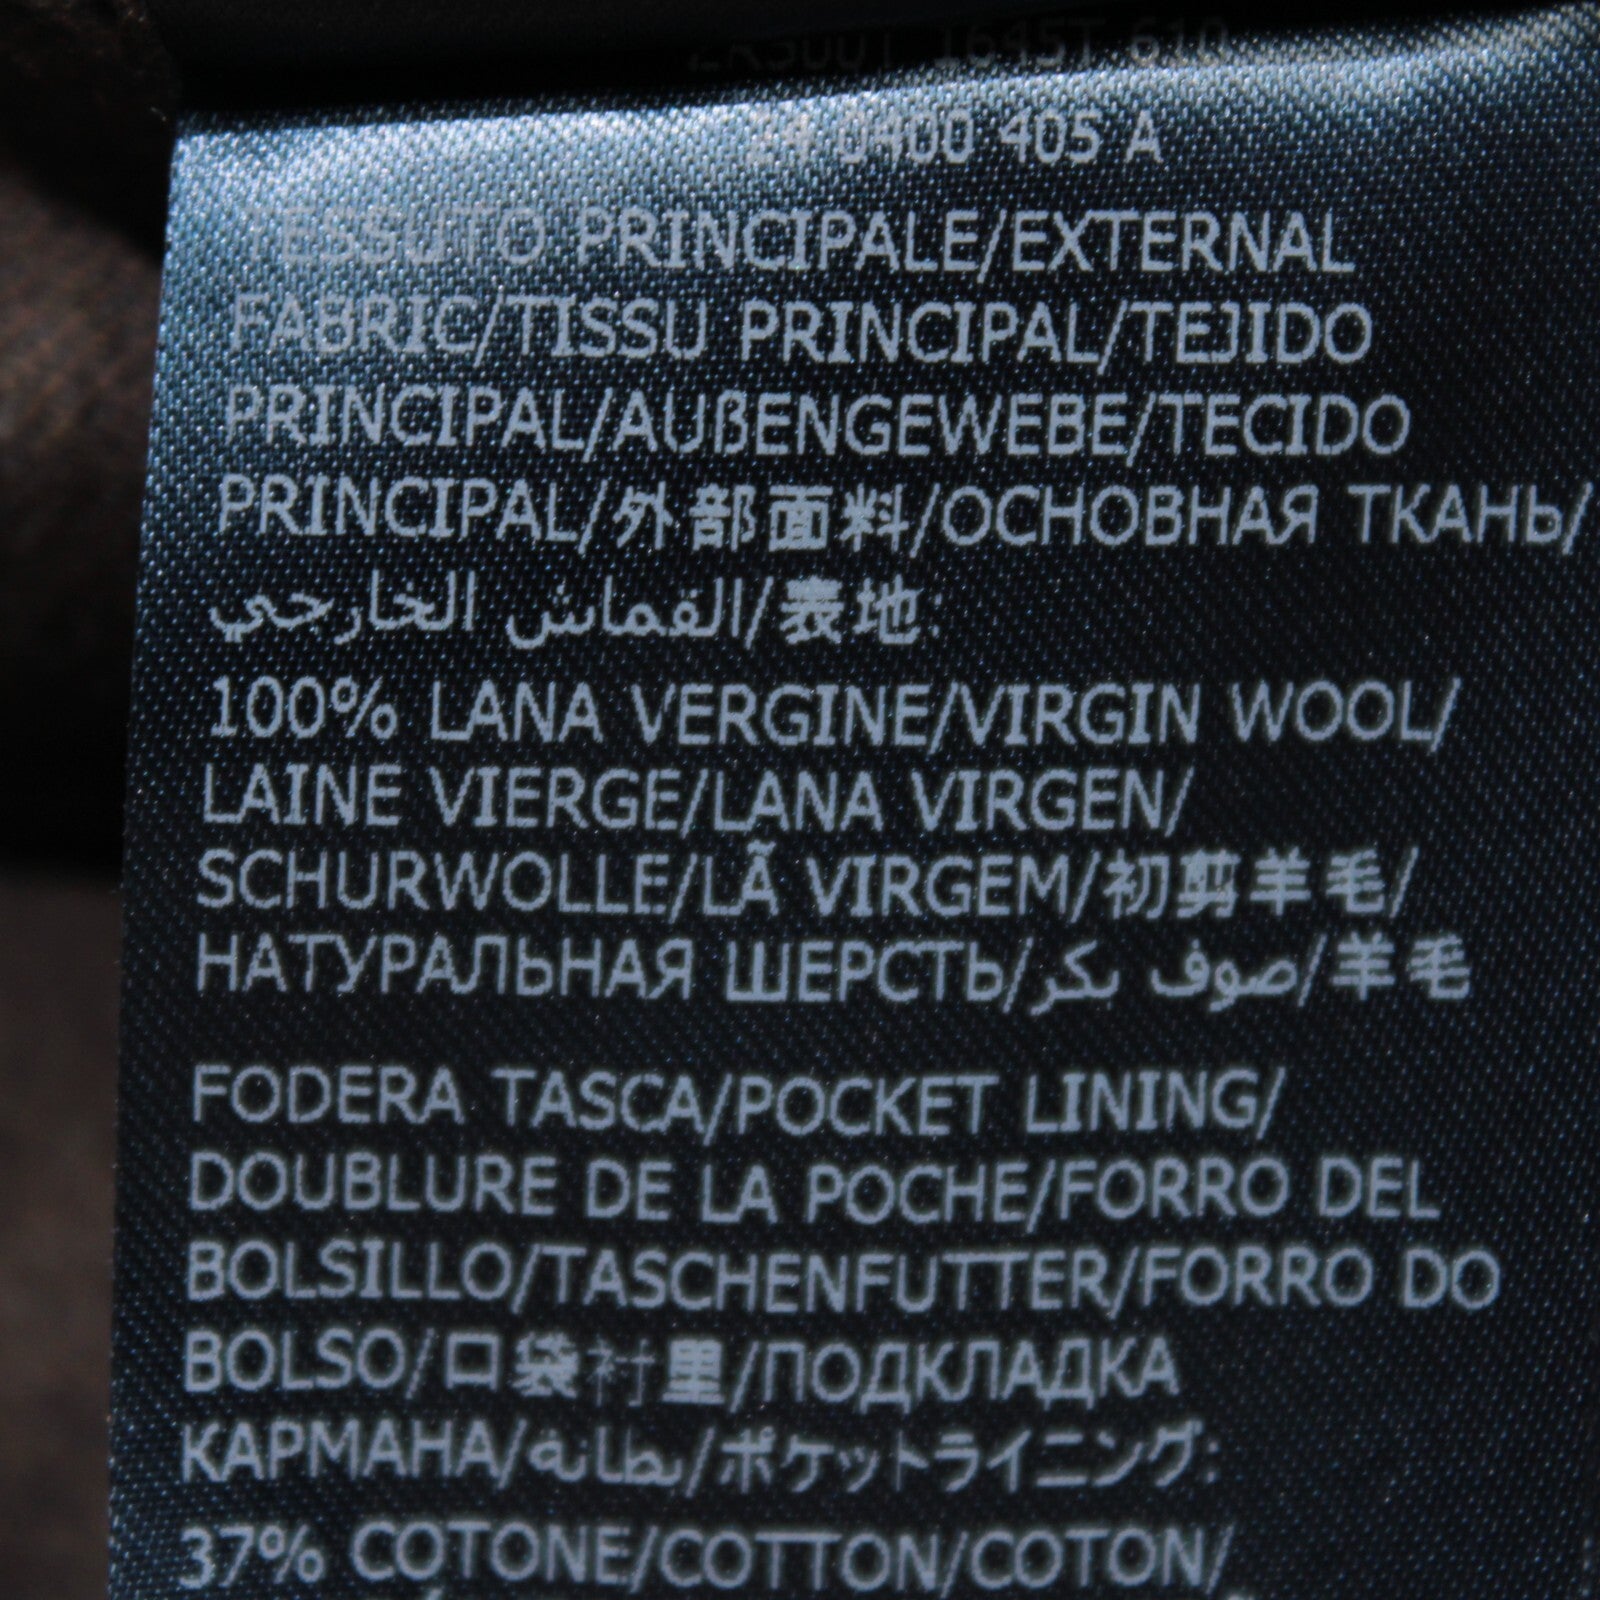 0400 405 A
TESSUTO PRINCIPALE/EXTERNAL
FABRIC/TISSU PRINCIPAL/TEJIDO
PRINCIPAL/AUßENGEWEBE/TECIDO
PRINCIPAL/外部面料/ОСНОВНАЯ ТКАНЬ/
القماش الخارجي/表地:
100% LANA VERGINE/VIRGIN WOOL/
LAINE VIERGE/LANA VIRGEN/
SCHURWOLLE/LÃ VIRGEM/初剪羊毛/
НАТУРАЛЬНАЯ ШЕРСТЬ/صوف بكر/羊毛
FODERA TASCA/POCKET LINING/
DOUBLURE DE LA POCHE/FORRO DEL
BOLSILLO/TASCHENFUTTER/FORRO DO
BOLSO/口袋衬里/ПОДКЛАДКА
КАРМАНА/بطانة/ポケットライニング:
37% COTONE/COTTON/COTON/